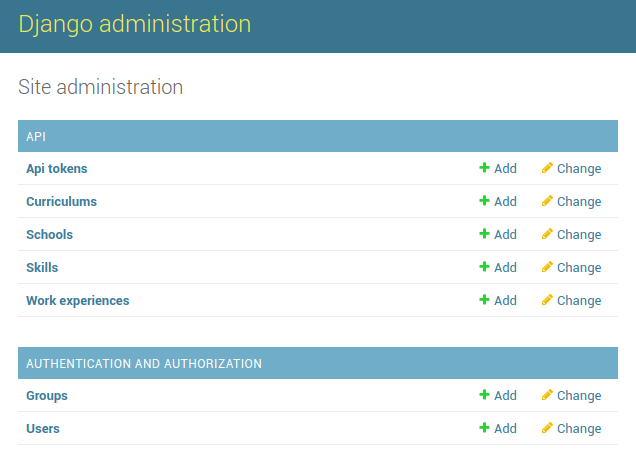 Django administration
Site administration
API
Api tokens Add Change
Curriculums Add Change
Schools Add Change
Skills Add Change
Work experiences Add Change
AUTHENTICATION AND AUTHORIZATION
Groups Add Change
Users Add Change